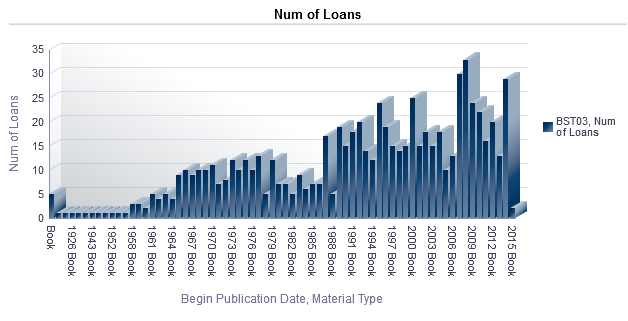 Num of Loans
35
30
25
20
15
10
5
0
Num of Loans
BST03, Num
of Loans
Book
1926 Book
1943 Book
1952 Book
1958 Book
1961 Book
1964 Book
1967 Book
1970 Book
1973 Book
1976 Book
1979 Book
1982 Book
1985 Book
1988 Book
1991 Book
1994 Book
1997 Book
2000 Book
2003 Book
2006 Book
2009 Book
2012 Book
2015 Book
Begin Publication Date, Material Type